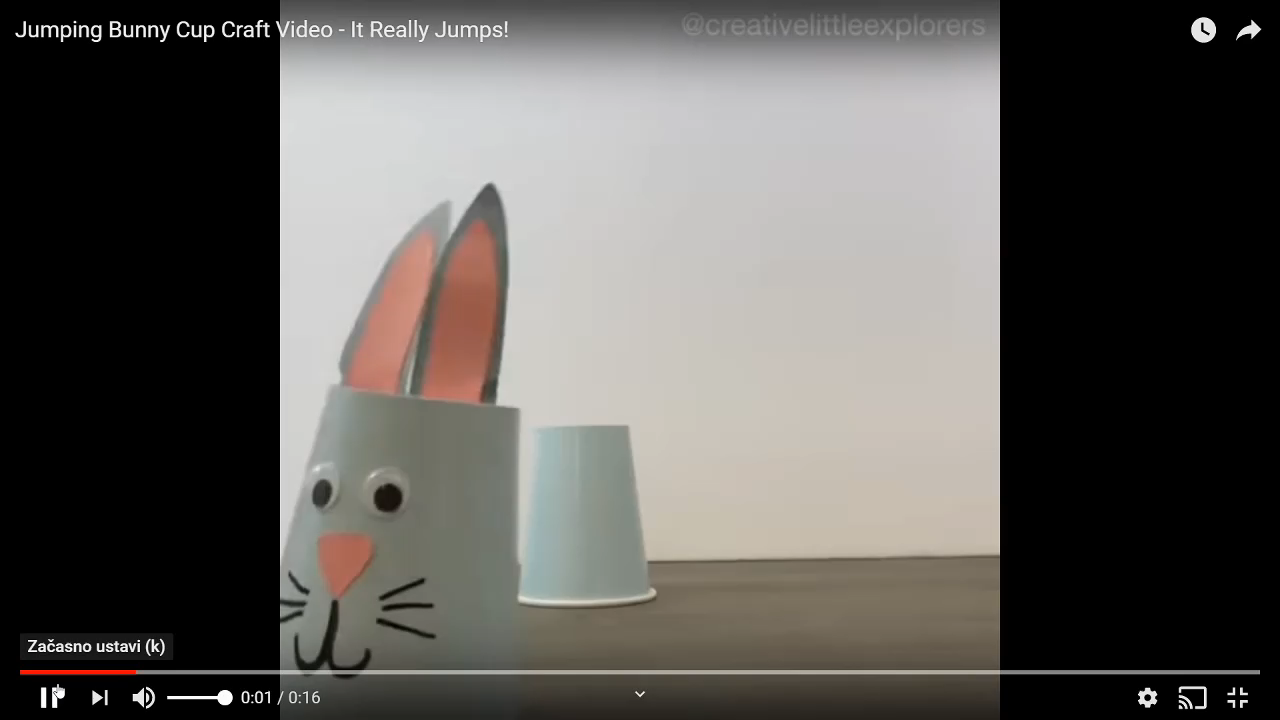 Jumping Bunny Cup Craft Video - It Really Jumps!
@creativelittleexplorers
Začasno ustavi (k)
0:01 / 0:16